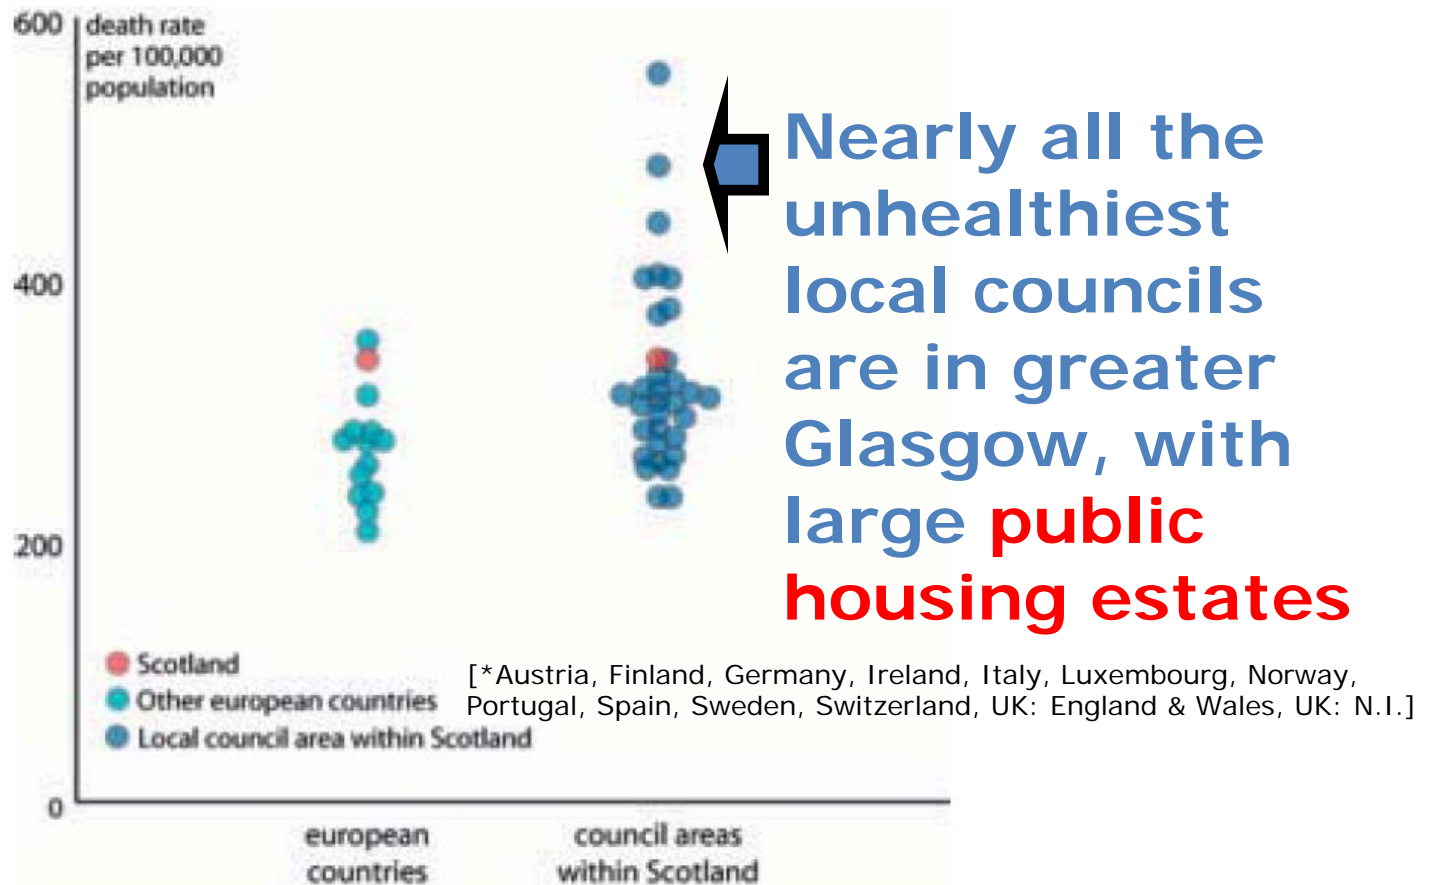 600
death rate
per 100,000
population
400
200
0
Nearly all the
unhealthiest
local councils
are in greater
Glasgow, with
large public
housing estates
Scotland
Other european countries
Local council area within Scotland
[*Austria, Finland, Germany, Ireland, Italy, Luxembourg, Norway,
Portugal, Spain, Sweden, Switzerland, UK: England & Wales, UK: N.I.]
european
countries
council areas
within Scotland